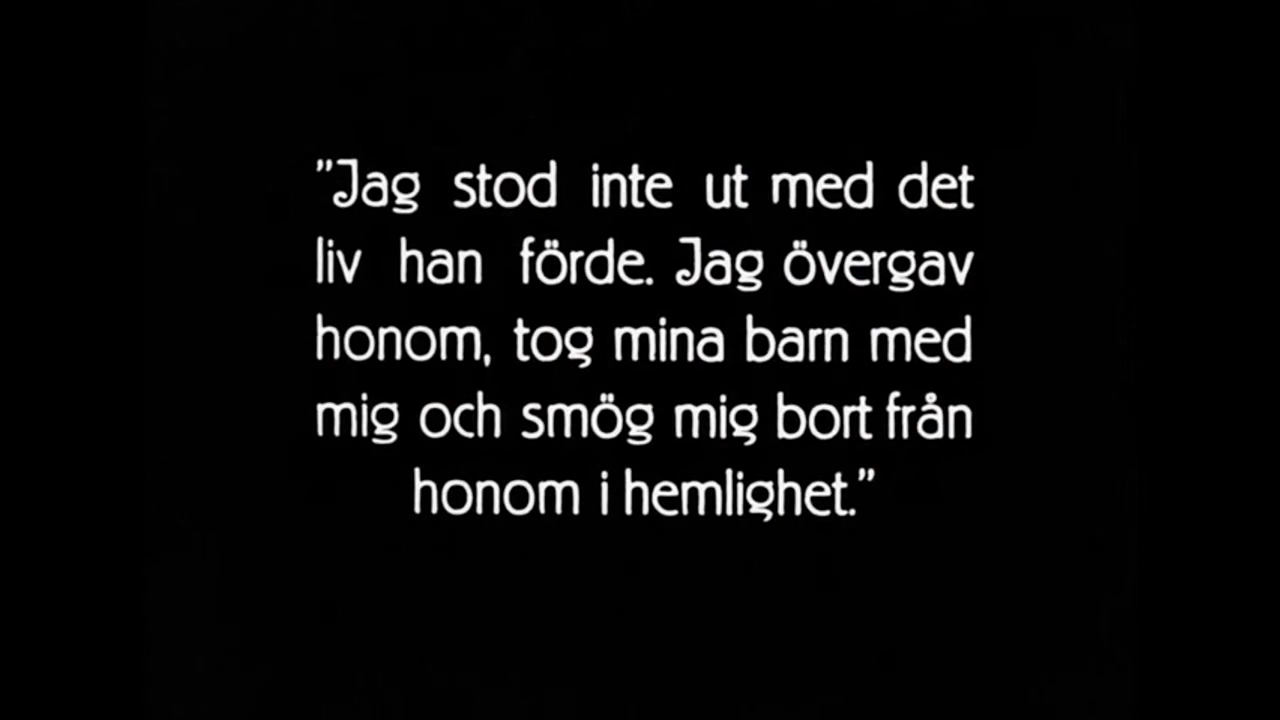 ”Jag stod inte ut med det
liv han förde. Jag övergav
honom, tog mina barn med
mig och smög mig bort från
honom i hemlighet.”